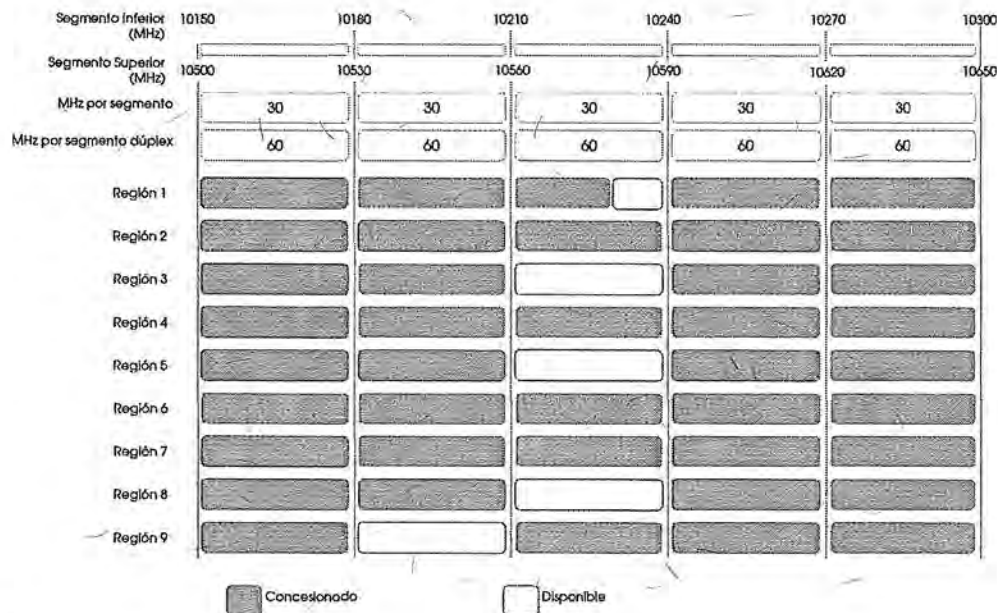 Segmento Inferior (MHz) 10150 10180 10210 10240 10270 10300
Segmento Superior (MHz) 10500 10530 10560 10590 10620 10650
MHz por segmento 30 30 30 30 30
MHz por segmento dúplex 60 60 60 60 60
Región 1
Región 2
Región 3
Región 4
Región 5
Región 6
Región 7
Región 8
Región 9
Concesionado Disponible